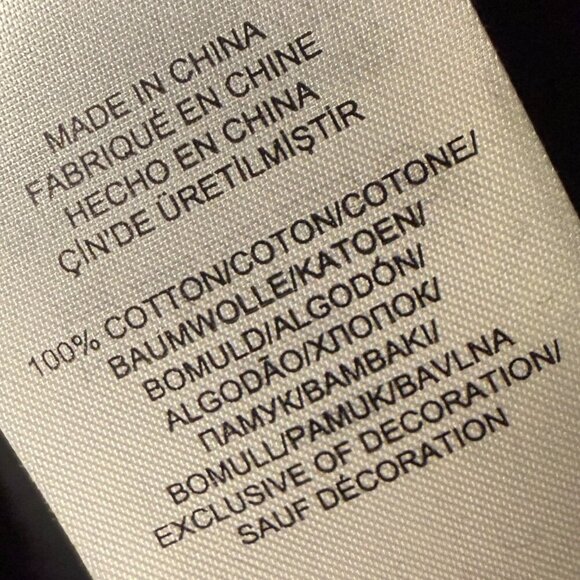 MADE IN CHINA
FABRIQUÉ EN CHINE
HECHO EN CHINA
ÇİN'DE ÜRETİLMİŞTİR
100% COTTON/COTON/COTONE/
BAUMWOLLE/KATOEN/
BOMULD/ALGODÓN/
ALGODÃO/ХЛОПОК/
ПАМУК/BAMBAKI/
BOMULL/PAMUK/BAVLNA
EXCLUSIVE OF DECORATION/
SAUF DÉCORATION